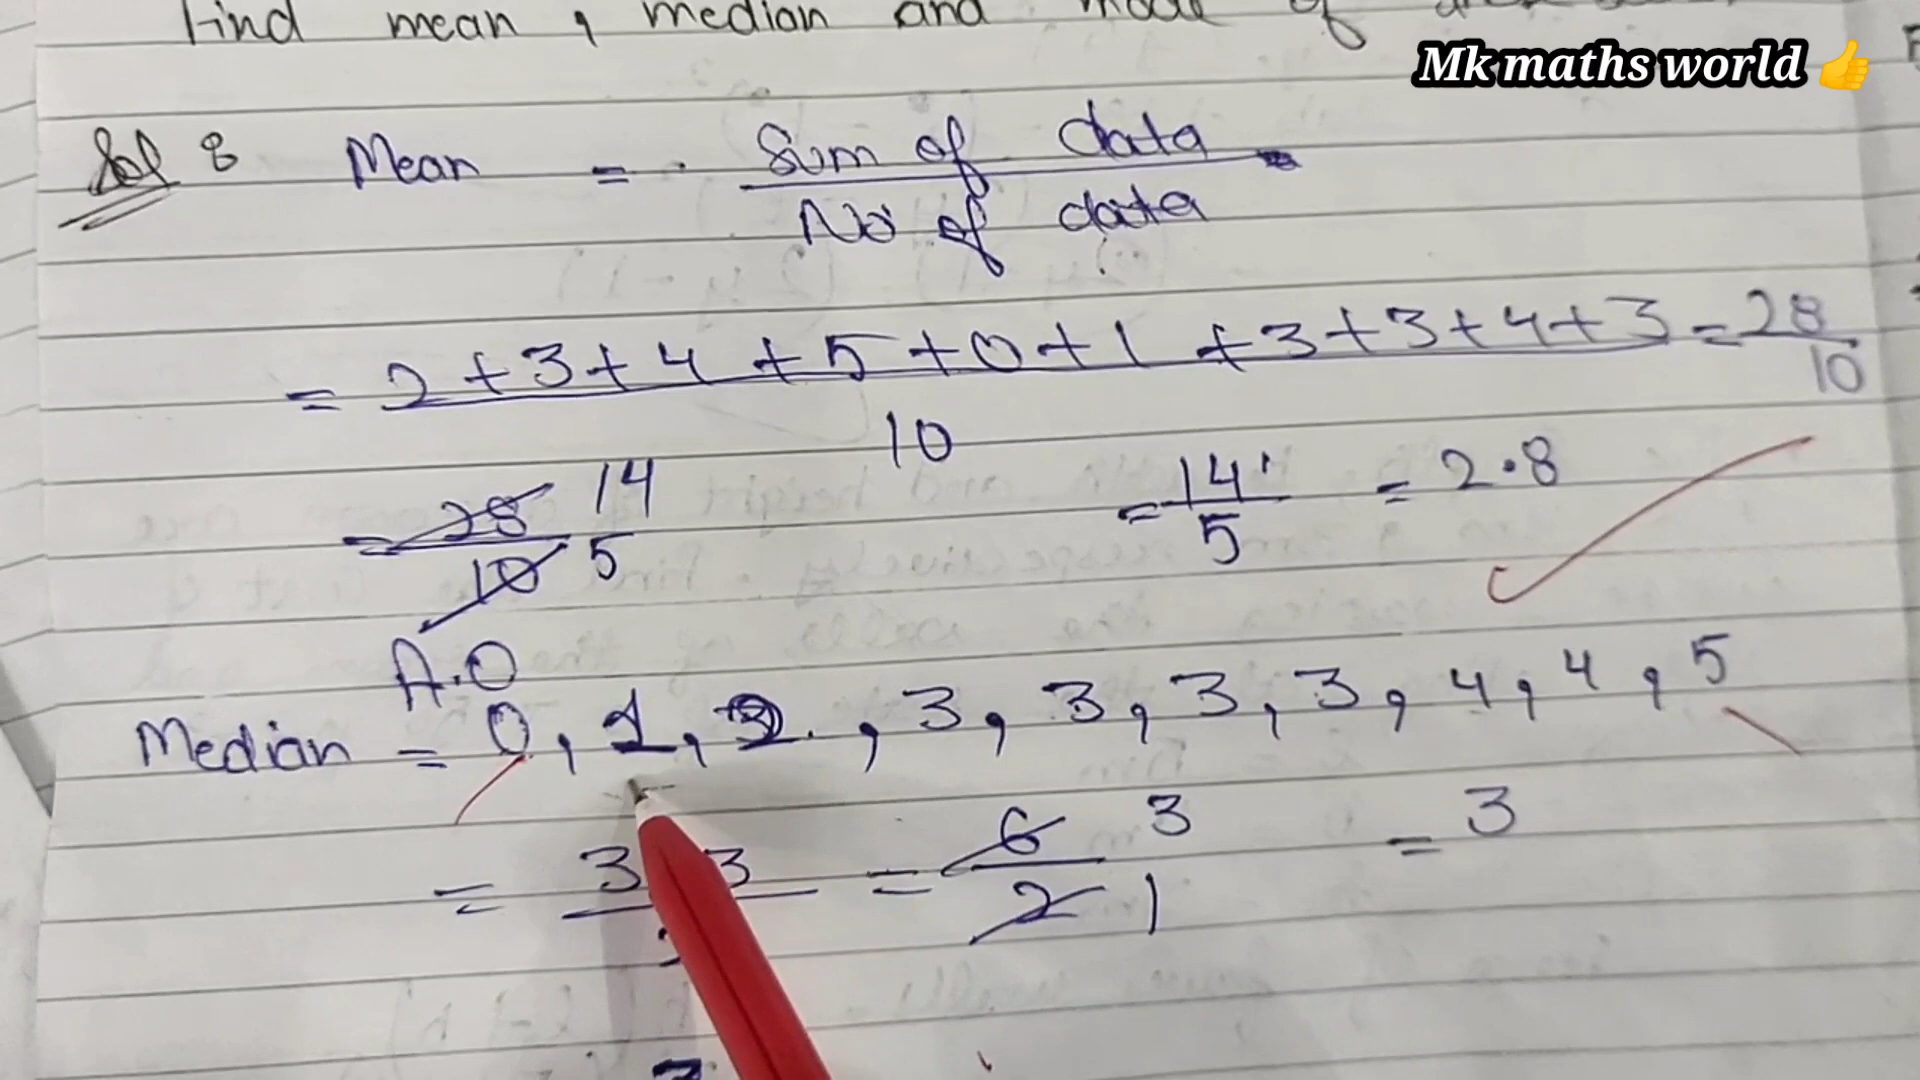 Find mean, median and mode of
Mk maths world 👍
Sol : Mean = Sum of data
No of data
= 2+3+4+5+0+1+3+3+4+3 = 28
10 10
= 28 14 = 14 = 2.8
10 5 5
A.O
Median = 0, 1, 2, 3, 3, 3, 3, 4, 4, 5
= 3 3 = 6 3 = 3
2 1